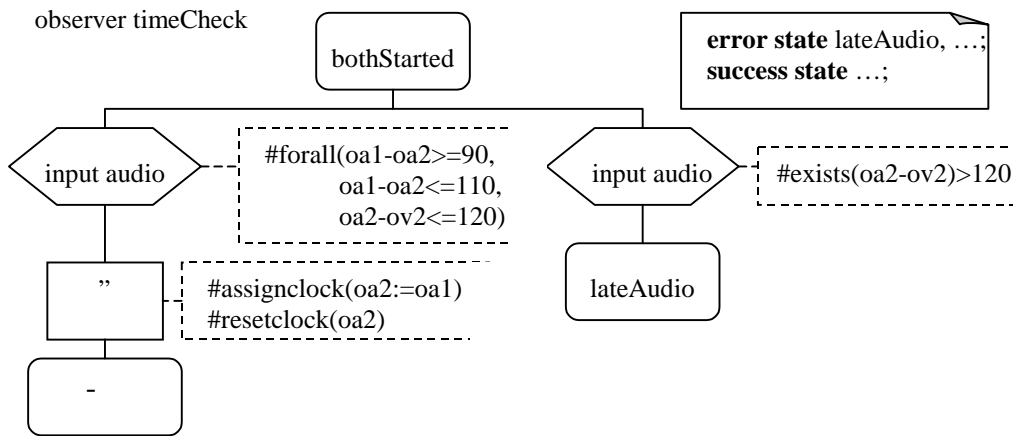 observer timeCheck
bothStarted
error state lateAudio, …;
success state …;
input audio
#forall(oa1-oa2>=90,
oa1-oa2<=110,
oa2-ov2<=120)
input audio
#exists(oa2-ov2)>120
”
#assignclock(oa2:=oa1)
#resetclock(oa2)
lateAudio
-